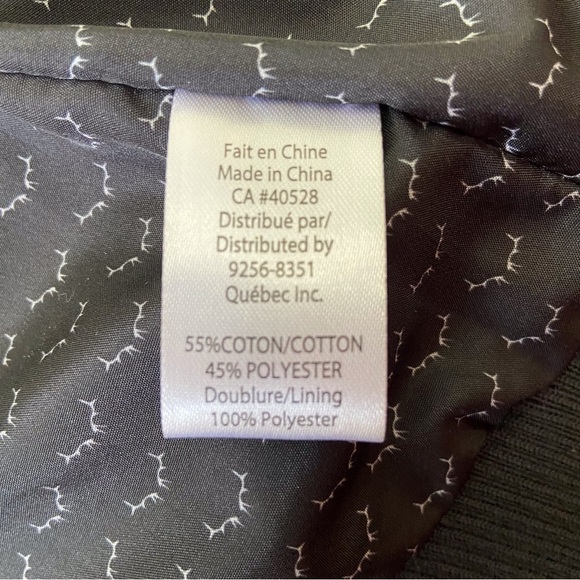 Fait en Chine
Made in China
CA #40528
Distribué par/
Distributed by
9256-8351
Québec Inc.
55%COTON/COTTON
45% POLYESTER
Doublure/Lining
100% Polyester